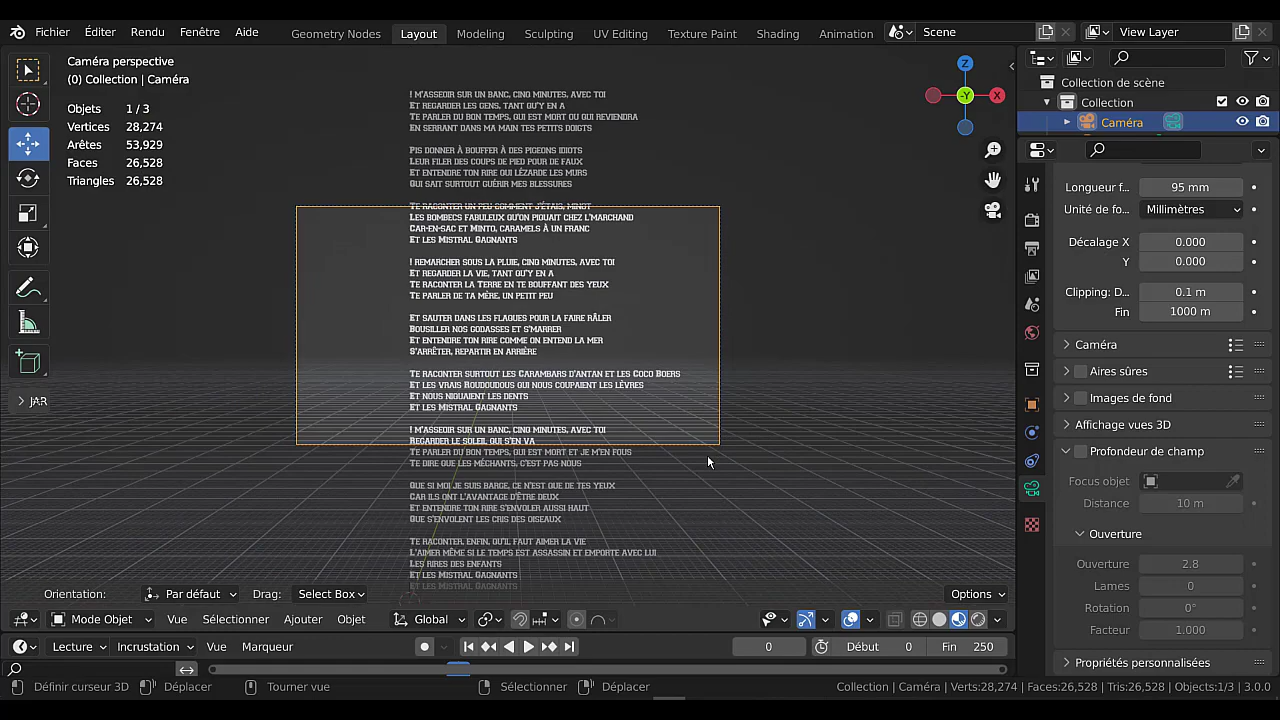 Fichier Éditer Rendu Fenêtre Aide
Geometry Nodes Layout Modeling Sculpting UV Editing Texture Paint Shading Animation
Scene
View Layer
Caméra perspective
(0) Collection | Caméra
Objets 1 / 3
Vertices 28,274
Arêtes 53,929
Faces 26,528
Triangles 26,528
JAR
! M'ASSEOIR SUR UN BANC, CINQ MINUTES, AVEC TOI
ET REGARDER LES GENS, TANT QU'Y EN A
TE PARLER DU BON TEMPS, QUI EST MORT OU QUI REVIENDRA
EN SERRANT DANS MA MAIN TES PETITS DOIGTS
PIS DONNER À BOUFFER À DES PIGEONS IDIOTS
LEUR FILER DES COUPS DE PIED POUR DE FAUX
ET ENTENDRE TON RIRE QUI LÉZARDE LES MURS
QUI SAIT SURTOUT GUÉRIR MES BLESSURES
TE RACONTER UN PEU COMMENT J'ÉTAIS, MINOT
LES BOMBECS FABULEUX QU'ON PIQUAIT CHEZ L'MARCHAND
CAR-EN-SAC ET MINTO, CARAMELS À UN FRANC
ET LES MISTRAL GAGNANTS
! REMARCHER SOUS LA PLUIE, CINQ MINUTES, AVEC TOI
ET REGARDER LA VIE, TANT QU'Y EN A
TE RACONTER LA TERRE EN TE BOUFFANT DES YEUX
TE PARLER DE TA MÈRE, UN PETIT PEU
ET SAUTER DANS LES FLAQUES POUR LA FAIRE RÂLER
BOUSILLER NOS GODASSES ET S'MARRER
ET ENTENDRE TON RIRE COMME ON ENTEND LA MER
S'ARRÊTER, REPARTIR EN ARRIÈRE
TE RACONTER SURTOUT LES CARAMBARS D'ANTAN ET LES COCO BOERS
ET LES VRAIS ROUDOUDOUS QUI NOUS COUPAIENT LES LÈVRES
ET NOUS NIQUAIENT LES DENTS
ET LES MISTRAL GAGNANTS
! M'ASSEOIR SUR UN BANC, CINQ MINUTES, AVEC TOI
REGARDER LE SOLEIL QUI S'EN VA
TE PARLER DU BON TEMPS, QUI EST MORT ET JE M'EN FOUS
TE DIRE QUE LES MÉCHANTS, C'EST PAS NOUS
QUE SI MOI JE SUIS BARGE, CE N'EST QUE DE TES YEUX
CAR ILS ONT L'AVANTAGE D'ÊTRE DEUX
ET ENTENDRE TON RIRE S'ENVOLER AUSSI HAUT
QUE S'ENVOLENT LES CRIS DES OISEAUX
TE RACONTER, ENFIN, QU'IL FAUT AIMER LA VIE
L'AIMER MÊME SI LE TEMPS EST ASSASSIN ET EMPORTE AVEC LUI
LES RIRES DES ENFANTS
ET LES MISTRAL GAGNANTS
ET LES MISTRAL GAGNANTS
Z
-Y
X
Collection de scène
Collection
Caméra
Longueur f... 95 mm
Unité de fo... Millimètres
Décalage X 0.000
Y 0.000
Clipping: D... 0.1 m
Fin 1000 m
Caméra
Aires sûres
Images de fond
Affichage vues 3D
Profondeur de champ
Focus objet
Distance 10 m
Ouverture
Ouverture 2.8
Lames 0
Rotation 0°
Facteur 1.000
Propriétés personnalisées
Orientation: Par défaut Drag: Select Box Options
Mode Objet Vue Sélectionner Ajouter Objet Global
Lecture Incrustation Vue Marqueur 0 Début 0 Fin 250
Définir curseur 3D Déplacer Tourner vue Sélectionner Déplacer Collection | Caméra | Verts:28,274 | Faces:26,528 | Tris:26,528 | Objects:1/3 | 3.0.0